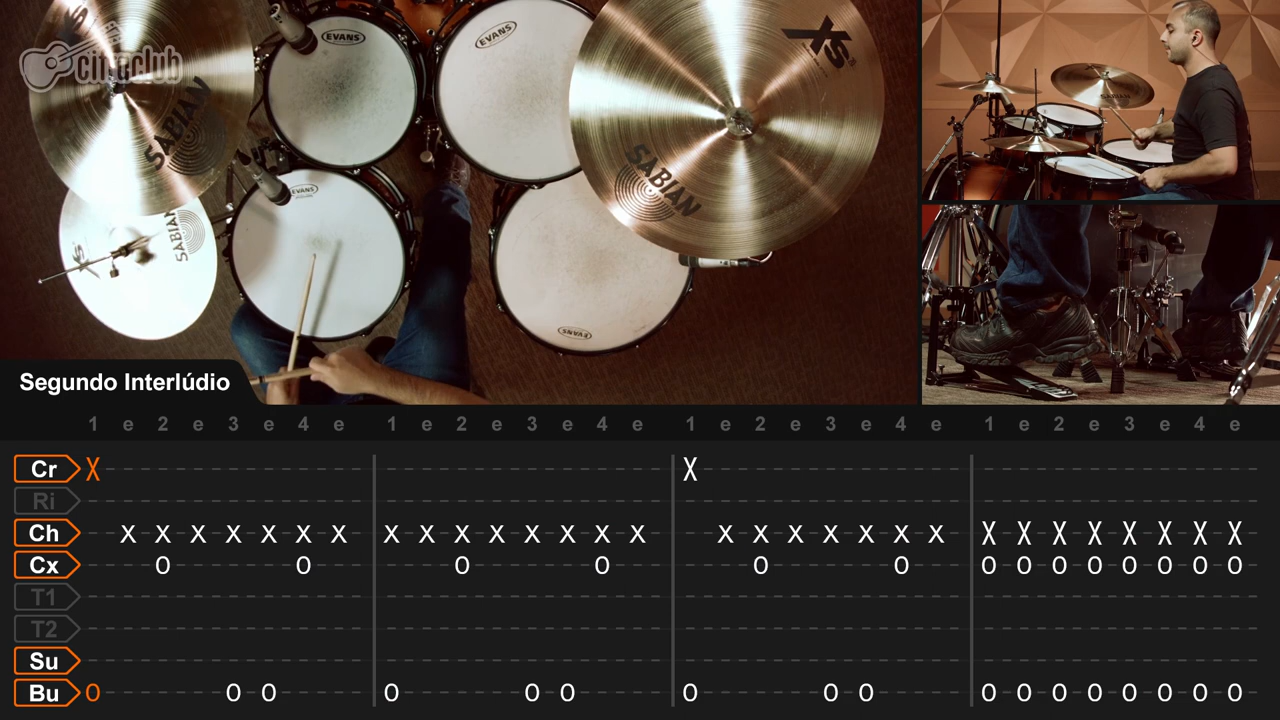 cifraclub
EVANS
EVANS
XS
SABIAN
SABIAN
EVANS
SABIAN
XS
EVANS
Segundo Interlúdio
1 e 2 e 3 e 4 e 1 e 2 e 3 e 4 e 1 e 2 e 3 e 4 e 1 e 2 e 3 e 4 e
Cr X X
Ri
Ch X X X X X X X X X X X X X X X X X X X X X X X X X X X X X X
Cx O O O O O O O O O O O O O O
T1
T2
Su
Bu O O O O O O O O O O O O O O O O O